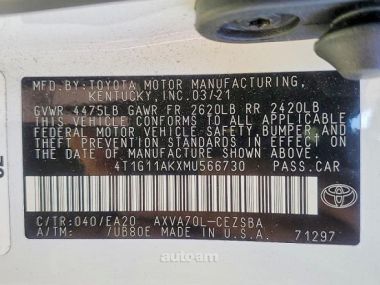 MFD.BY:TOYOTA MOTOR MANUFACTURING,
KENTUCKY,INC.03/21
GVWR 4475LB GAWR FR 2620LB RR 2420LB
THIS VEHICLE CONFORMS TO ALL APPLICABLE
FEDERAL MOTOR VEHICLE SAFETY, BUMPER AND
THEFT PREVENTION STANDARDS IN EFFECT ON
THE DATE OF MANUFACTURE SHOWN ABOVE.
4T1G11AKXMU566730 PASS.CAR
C/TR:040/EA20 AXVA70L-CEZSBA
A/TM: /UB80E MADE IN U.S.A.
71297
TOYOTA
autoam